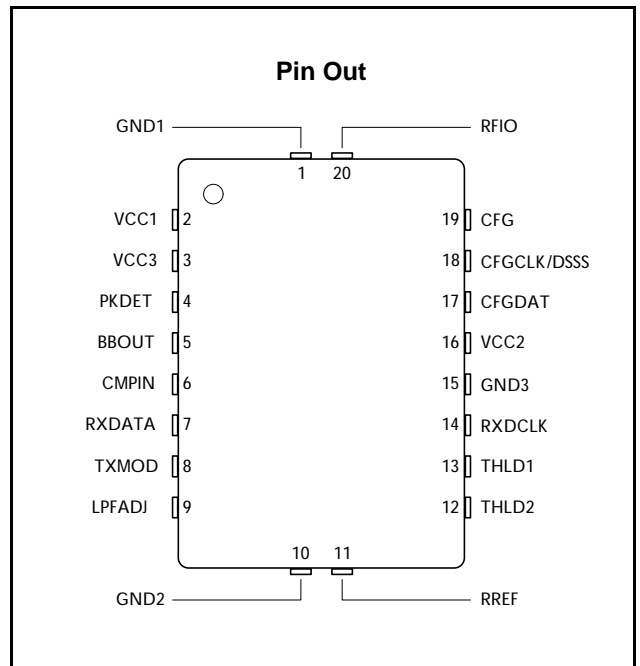 Pin Out
GND1 RFIO
1 20
VCC1 2 19 CFG
VCC3 3 18 CFGCLK/DSSS
PKDET 4 17 CFGDAT
BBOUT 5 16 VCC2
CMPIN 6 15 GND3
RXDATA 7 14 RXDCLK
TXMOD 8 13 THLD1
LPFADJ 9 12 THLD2
10 11
GND2 RREF